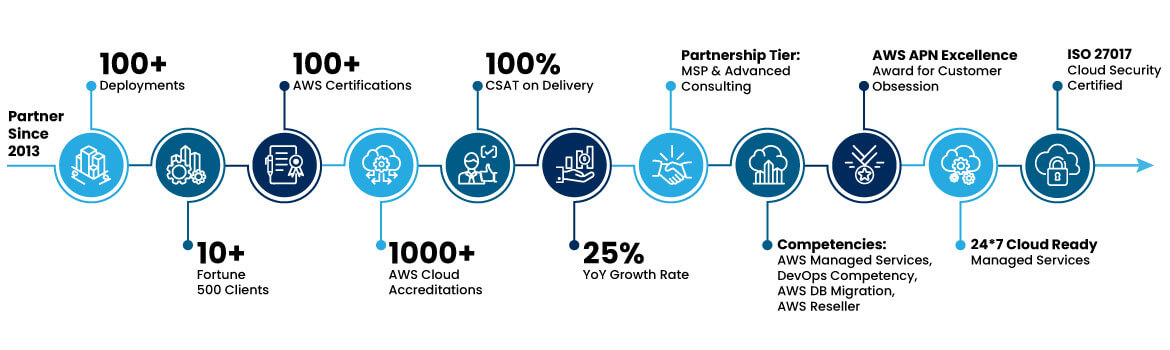 Partner
Since
2013
100+
Deployments
10+
Fortune
500 Clients
100+
AWS Certifications
1000+
AWS Cloud
Accreditations
100%
CSAT on Delivery
25%
YoY Growth Rate
Partnership Tier:
MSP & Advanced
Consulting
Competencies:
AWS Managed Services,
DevOps Competency,
AWS DB Migration,
AWS Reseller
AWS APN Excellence
Award for Customer
Obsession
24*7 Cloud Ready
Managed Services
ISO 27017
Cloud Security
Certified